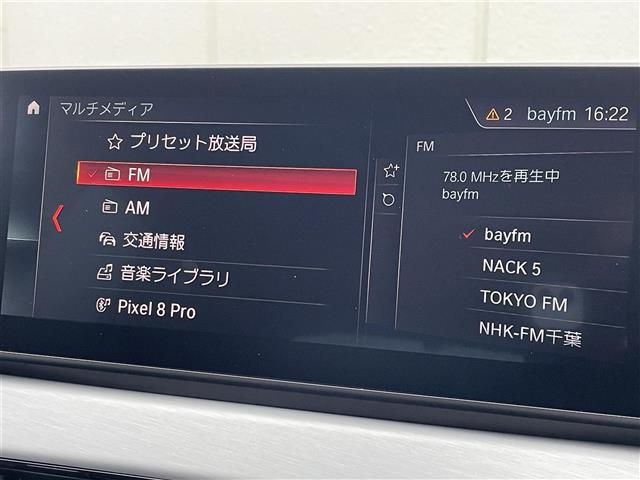 マルチメディア
2 bayfm 16:22
プリセット放送局
FM
AM
交通情報
音楽ライブラリ
Pixel 8 Pro
FM
78.0 MHzを再生中
bayfm
bayfm
NACK 5
TOKYO FM
NHK-FM千葉